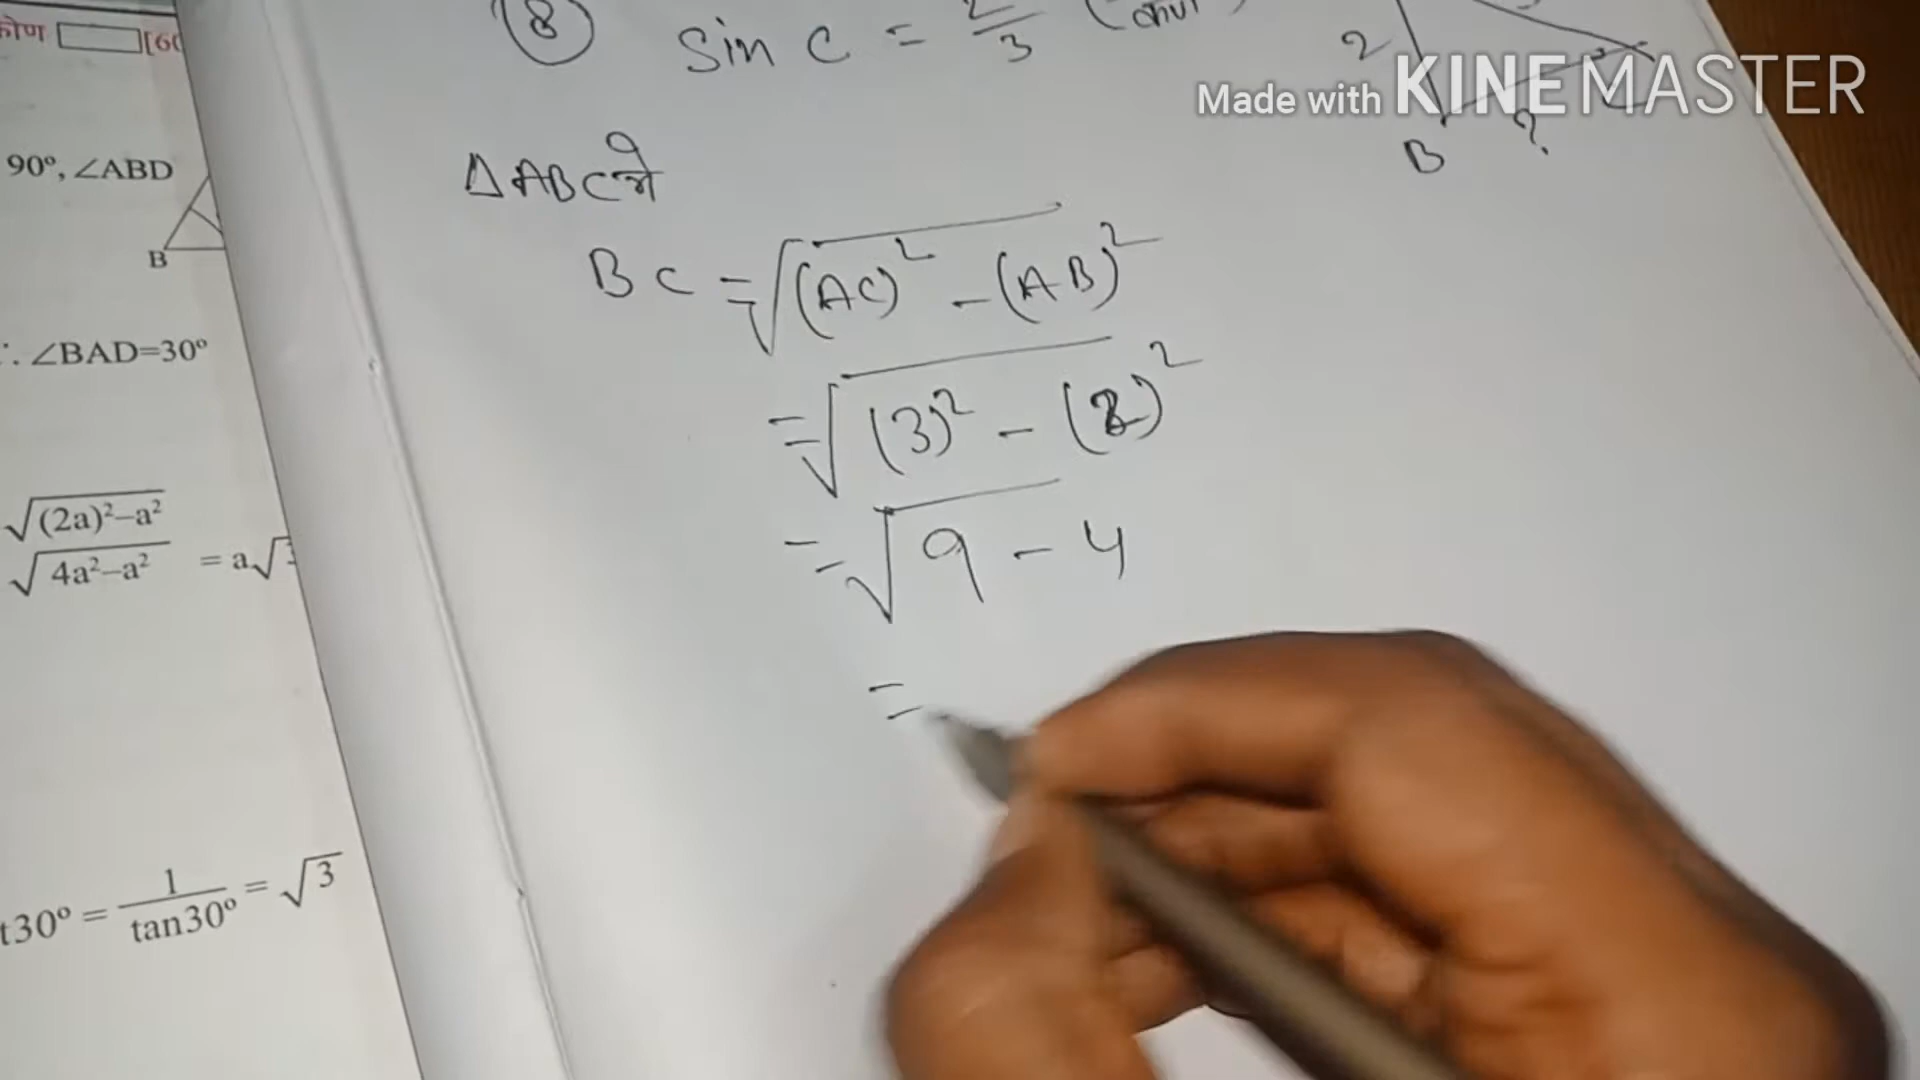 कोण [60
8 Sin C = 2/3
2
Made with KINEMASTER
B ?
90°, ∠ABD
B
ΔABC में
BC = √(AC)² – (AB)²
∴ ∠BAD=30°
= √(3)² – (2)²
√(2a)²–a²
√4a²–a² = a√3
= √9 – 4
=
t30° = 1/tan30° = √3